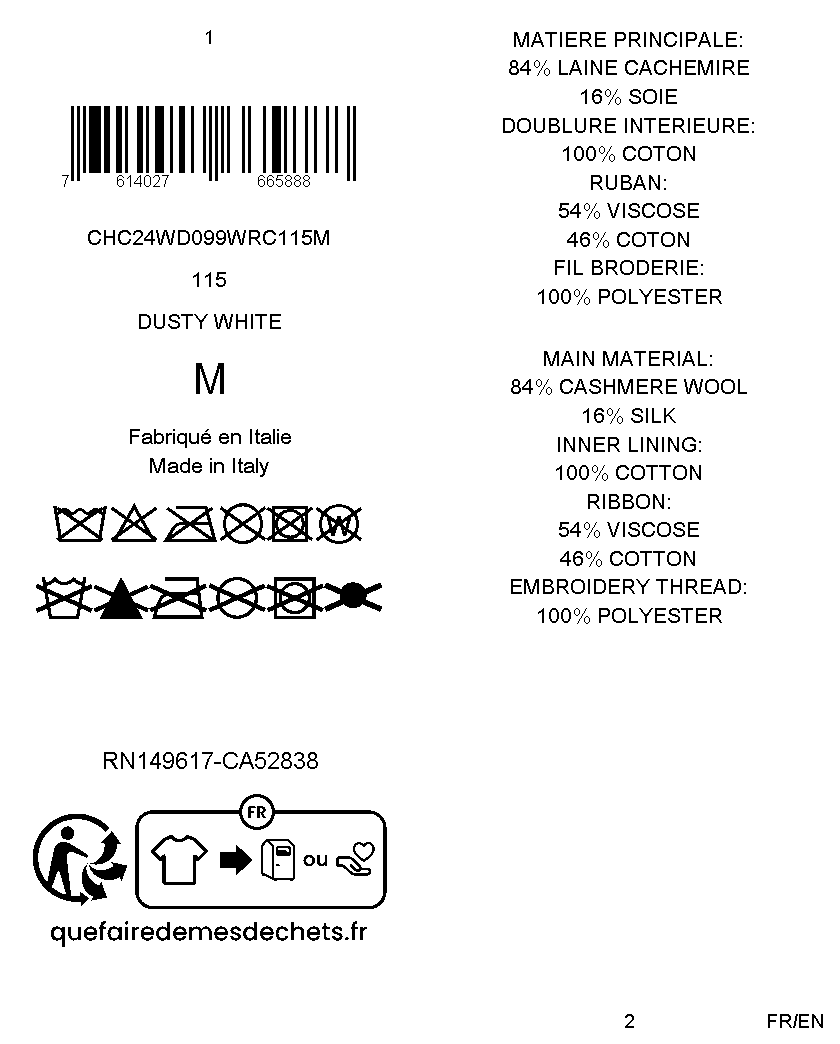 1
7 614027 665888
CHC24WD099WRC115M
115
DUSTY WHITE
M
Fabriqué en Italie
Made in Italy
W
RN149617-CA52838
FR
ou
quefairedemesdechets.fr
MATIERE PRINCIPALE:
84% LAINE CACHEMIRE
16% SOIE
DOUBLURE INTERIEURE:
100% COTON
RUBAN:
54% VISCOSE
46% COTON
FIL BRODERIE:
100% POLYESTER
MAIN MATERIAL:
84% CASHMERE WOOL
16% SILK
INNER LINING:
100% COTTON
RIBBON:
54% VISCOSE
46% COTTON
EMBROIDERY THREAD:
100% POLYESTER
2
FR/EN